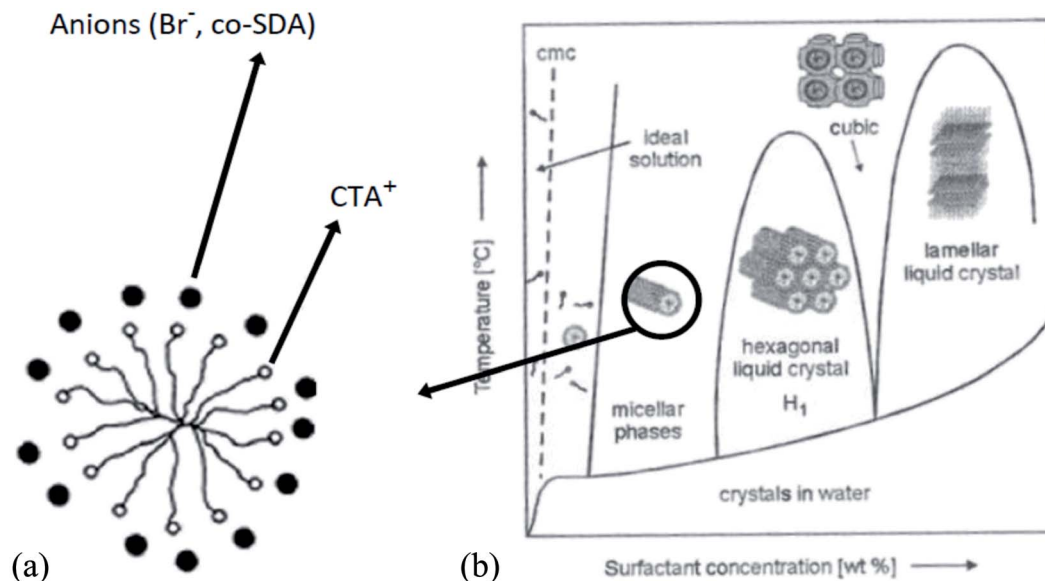 Anions (Br⁻, co-SDA)
CTA⁺
(a)
cmc
ideal
solution
cubic
lamellar
liquid crystal
hexagonal
liquid crystal
H₁
micellar
phases
crystals in water
Temperature [°C]
(b)
Surfactant concentration [wt %]